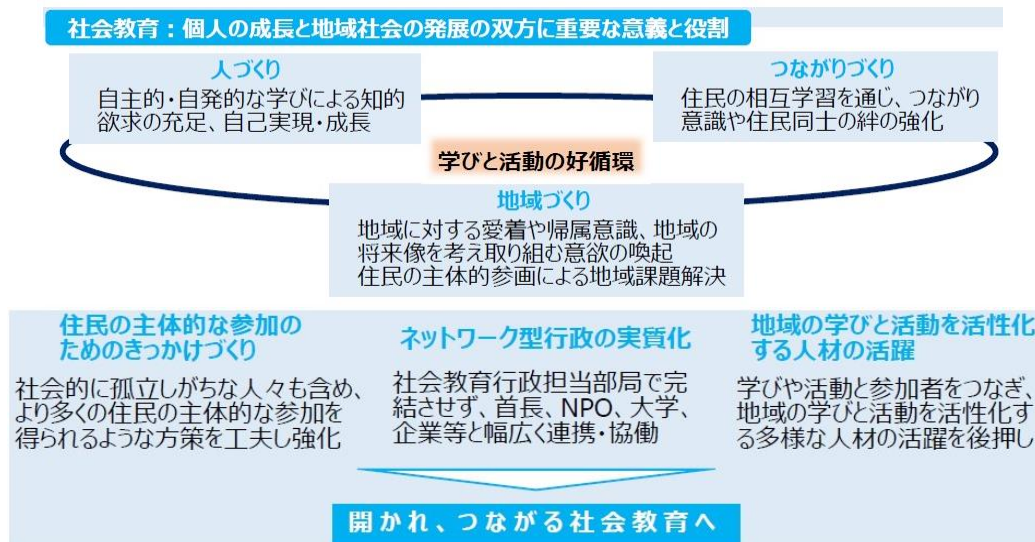 社会教育：個人の成長と地域社会の発展の双方に重要な意義と役割
人づくり
自主的・自発的な学びによる知的
欲求の充足、自己実現・成長
つながりづくり
住民の相互学習を通じ、つながり
意識や住民同士の絆の強化
学びと活動の好循環
地域づくり
地域に対する愛着や帰属意識、地域の
将来像を考え取り組む意欲の喚起
住民の主体的参画による地域課題解決
住民の主体的な参加の
ためのきっかけづくり
社会的に孤立しがちな人々も含め、
より多くの住民の主体的な参加を
得られるような方策を工夫し強化
ネットワーク型行政の実質化
社会教育行政担当部局で完
結させず、首長、NPO、大学、
企業等と幅広く連携・協働
地域の学びと活動を活性化
する人材の活躍
学びや活動と参加者をつなぎ、
地域の学びと活動を活性化す
る多様な人材の活躍を後押し
開かれ、つながる社会教育へ